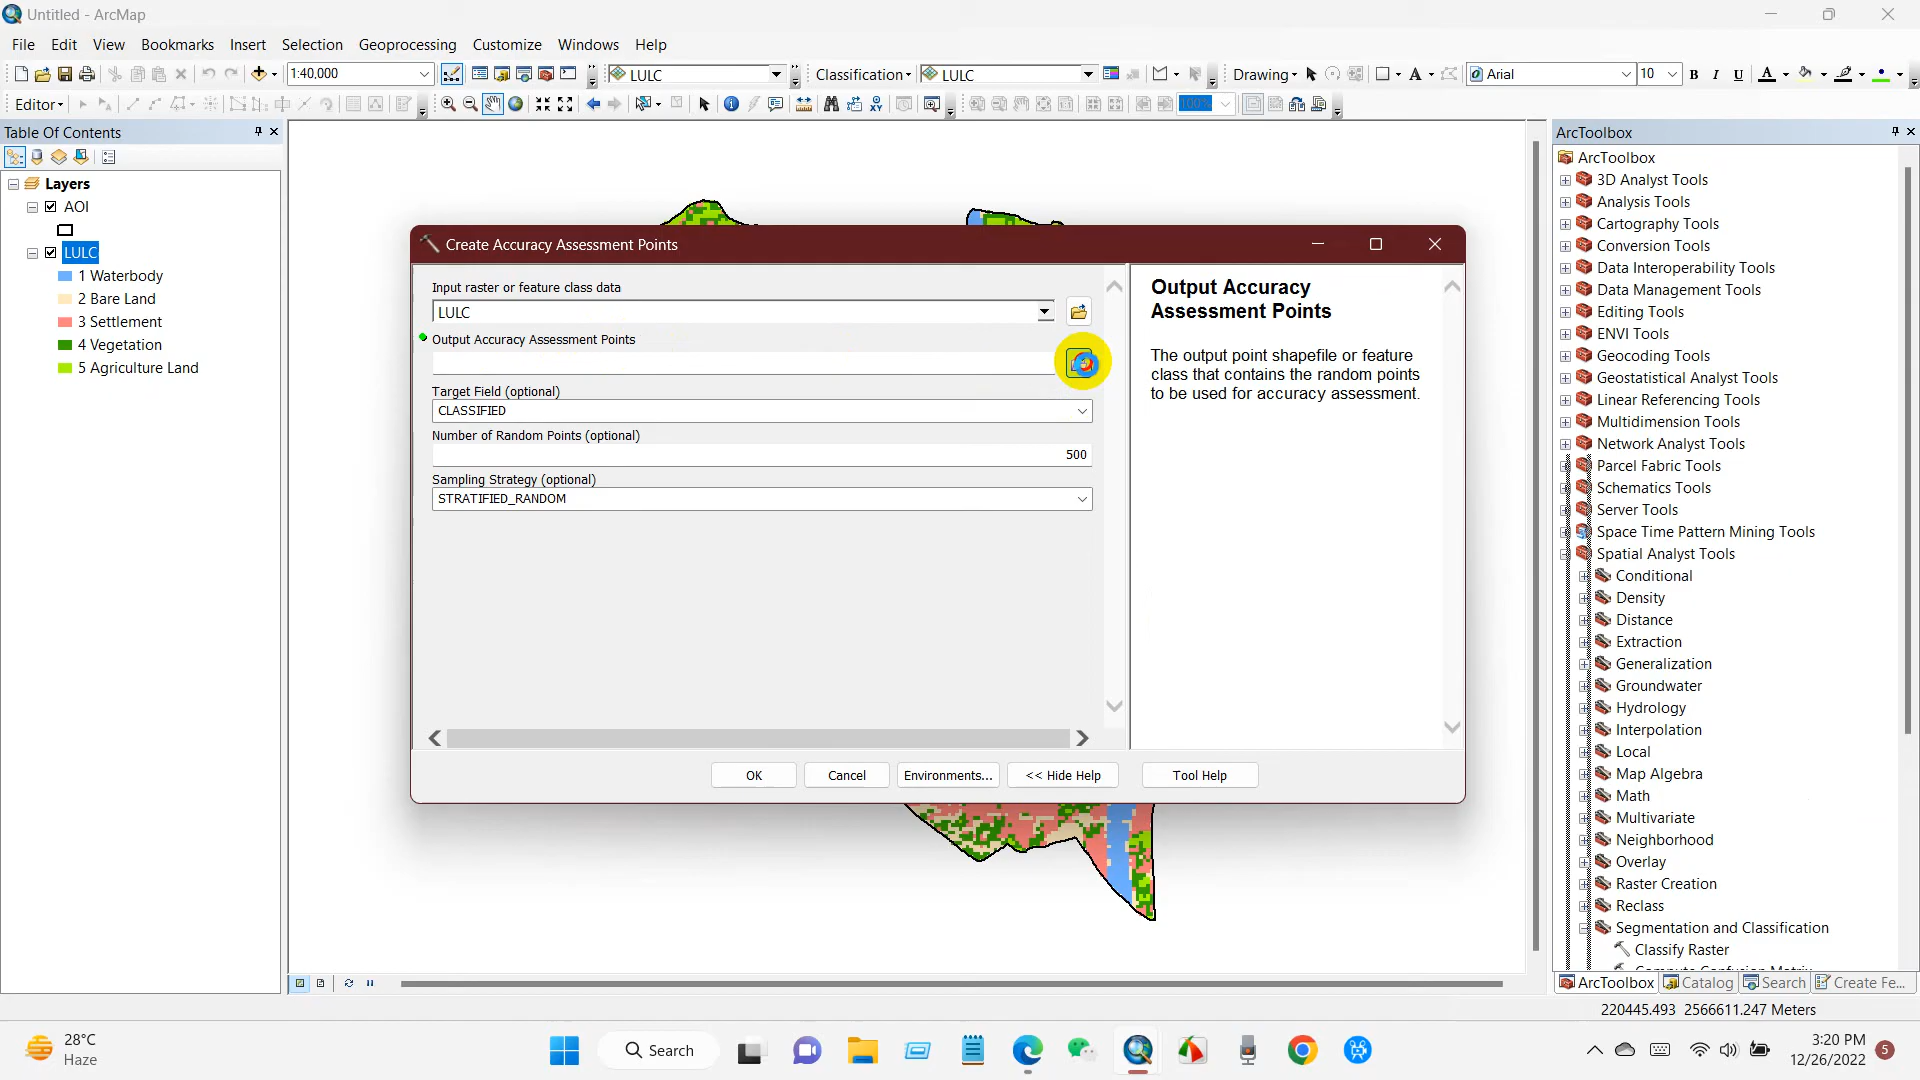 Untitled - ArcMap
File Edit View Bookmarks Insert Selection Geoprocessing Customize Windows Help
1:40,000 LULC Classification LULC Drawing A Arial 10 B I U A
Editor 100%
Table Of Contents
Layers
AOI
LULC
1 Waterbody
2 Bare Land
3 Settlement
4 Vegetation
5 Agriculture Land
Create Accuracy Assessment Points
Input raster or feature class data
LULC
Output Accuracy Assessment Points
Target Field (optional)
CLASSIFIED
Number of Random Points (optional)
500
Sampling Strategy (optional)
STRATIFIED_RANDOM
Output Accuracy
Assessment Points
The output point shapefile or feature
class that contains the random points
to be used for accuracy assessment.
OK Cancel Environments... << Hide Help Tool Help
ArcToolbox
ArcToolbox
3D Analyst Tools
Analysis Tools
Cartography Tools
Conversion Tools
Data Interoperability Tools
Data Management Tools
Editing Tools
ENVI Tools
Geocoding Tools
Geostatistical Analyst Tools
Linear Referencing Tools
Multidimension Tools
Network Analyst Tools
Parcel Fabric Tools
Schematics Tools
Server Tools
Space Time Pattern Mining Tools
Spatial Analyst Tools
Conditional
Density
Distance
Extraction
Generalization
Groundwater
Hydrology
Interpolation
Local
Map Algebra
Math
Multivariate
Neighborhood
Overlay
Raster Creation
Reclass
Segmentation and Classification
Classify Raster
Compute Confusion Matrix
ArcToolbox Catalog Search Create Fe...
220445.493 2566611.247 Meters
28°C
Haze
Search
3:20 PM
12/26/2022
5